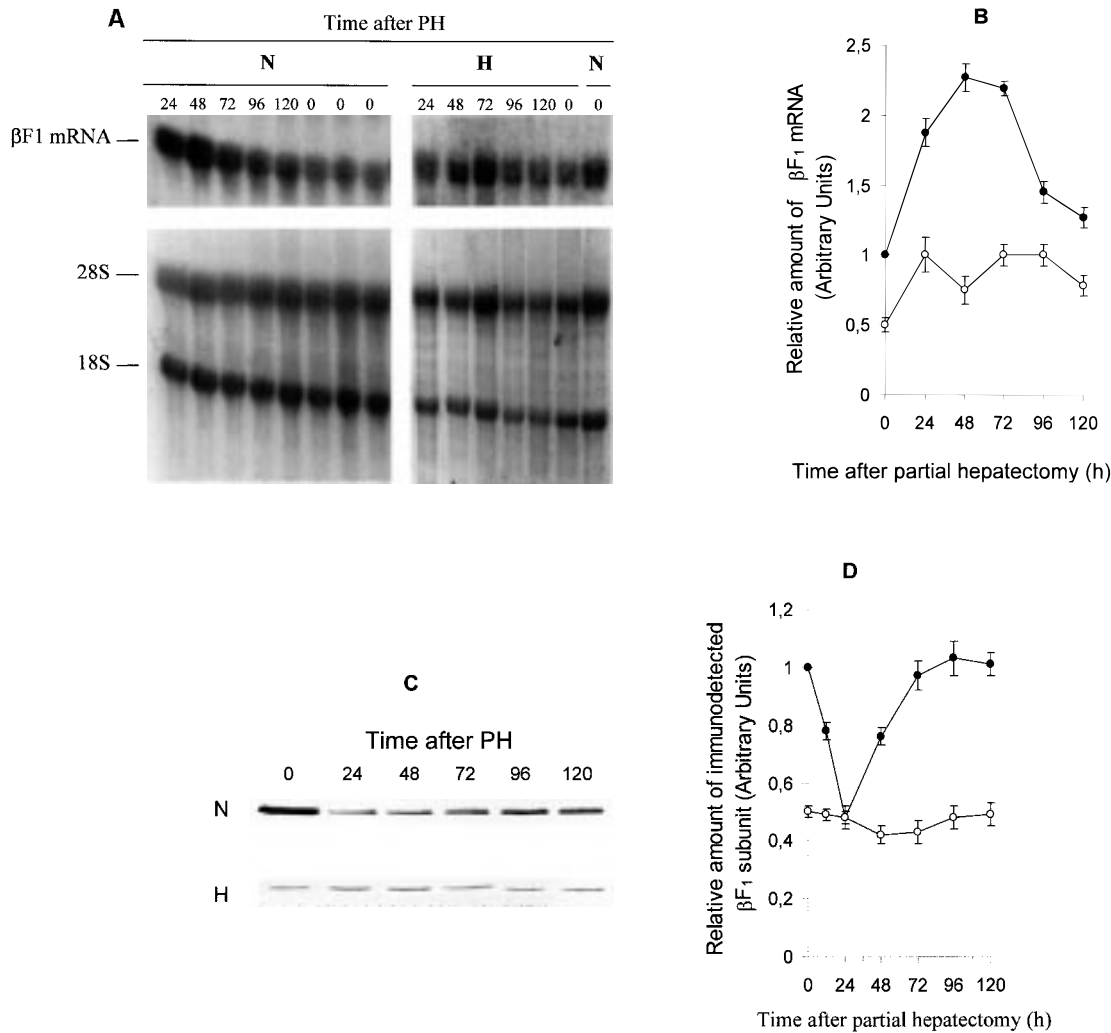 A
Time after PH
N H N
24 48 72 96 120 0 0 0 24 48 72 96 120 0 0
βF1 mRNA
28S
18S
B
Relative amount of βF1 mRNA
(Arbitrary Units)
2,5
2
1,5
1
0,5
0
0 24 48 72 96 120
Time after partial hepatectomy (h)
C
Time after PH
0 24 48 72 96 120
N
H
D
Relative amount of immunodetected
βF1 subunit (Arbitrary Units)
1,2
1
0,8
0,6
0,4
0,2
0
0 24 48 72 96 120
Time after partial hepatectomy (h)